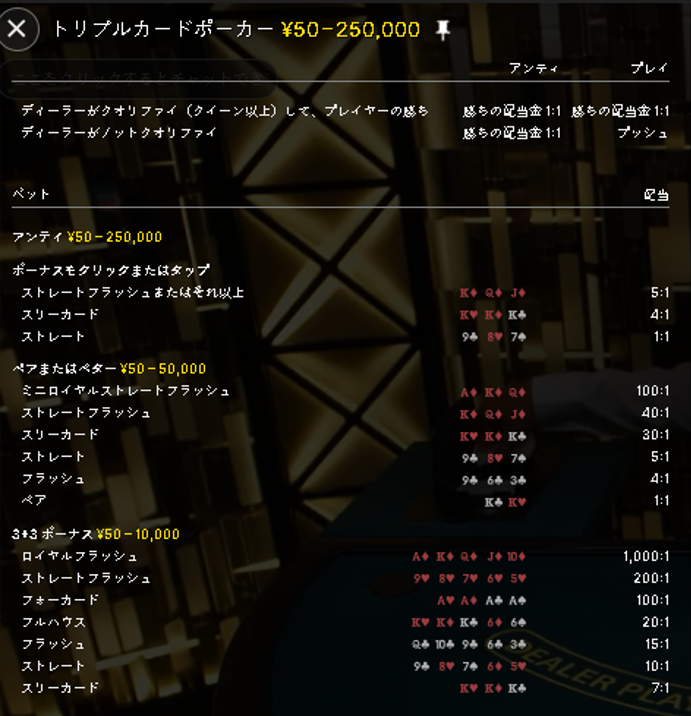 トリプルカードポーカー ¥50-250,000
アンティ プレイ
ディーラーがクオリファイ（クイーン以上）して、プレイヤーの勝ち 勝ちの配当金 1:1 勝ちの配当金 1:1
ディーラーがノットクオリファイ 勝ちの配当金 1:1 プッシュ
ベット 配当
アンティ ¥50-250,000
ボーナスもクリックまたはタップ
ストレートフラッシュまたはそれ以上 K♦ Q♦ J♦ 5:1
スリーカード K♥ K♦ K♣ 4:1
ストレート 9♣ 8♥ 7♠ 1:1
ペアまたはベター ¥50-50,000
ミニロイヤルストレートフラッシュ A♦ K♦ Q♦ 100:1
ストレートフラッシュ K♦ Q♦ J♦ 40:1
スリーカード K♥ K♦ K♣ 30:1
ストレート 9♣ 8♥ 7♠ 5:1
フラッシュ 9♣ 6♣ 3♣ 4:1
ペア K♣ K♥ 1:1
3+3 ボーナス ¥50-10,000
ロイヤルフラッシュ A♦ K♦ Q♦ J♦ 10♦ 1,000:1
ストレートフラッシュ 9♥ 8♥ 7♥ 6♥ 5♥ 200:1
フォーカード A♥ A♦ A♣ A♠ 100:1
フルハウス K♥ K♦ K♣ 6♦ 6♠ 20:1
フラッシュ Q♣ 10♣ 9♣ 6♣ 3♣ 15:1
ストレート 9♣ 8♥ 7♠ 6♦ 5♥ 10:1
スリーカード K♥ K♦ K♣ 7:1
DEALER PLA